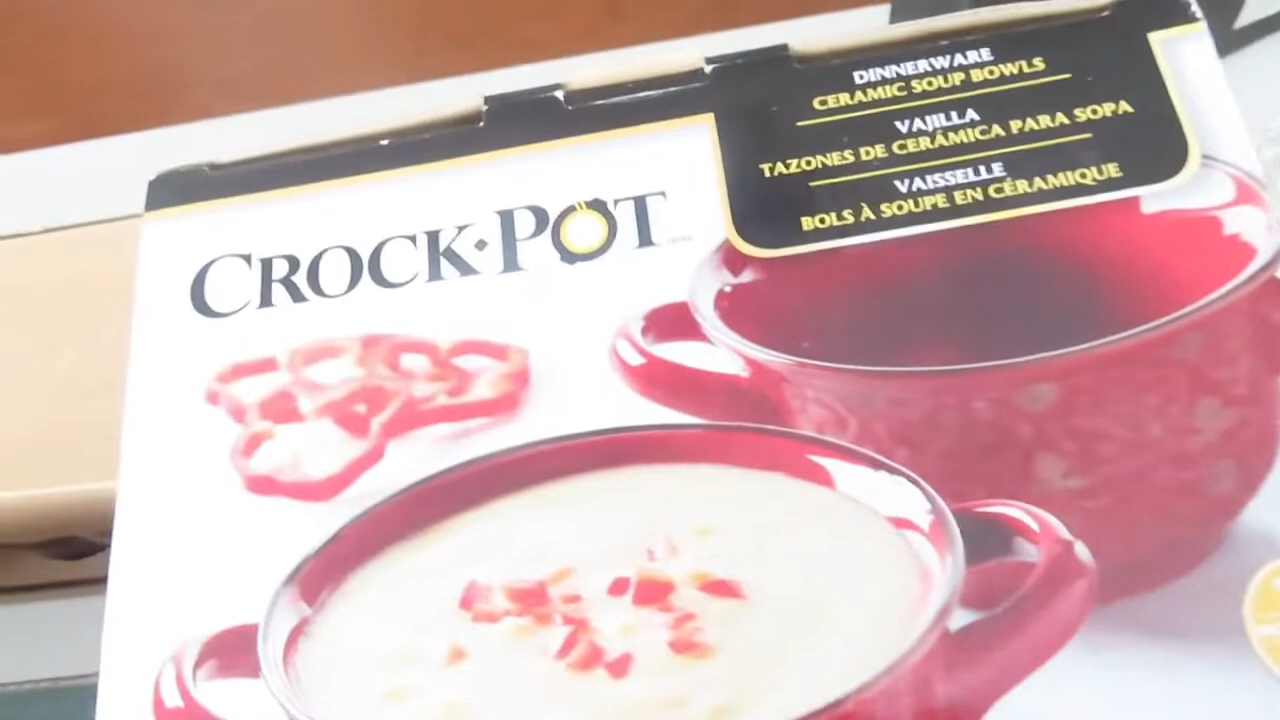 CROCK•POT
DINNERWARE
CERAMIC SOUP BOWLS
VAJILLA
TAZONES DE CERÁMICA PARA SOPA
VAISSELLE
BOLS À SOUPE EN CÉRAMIQUE